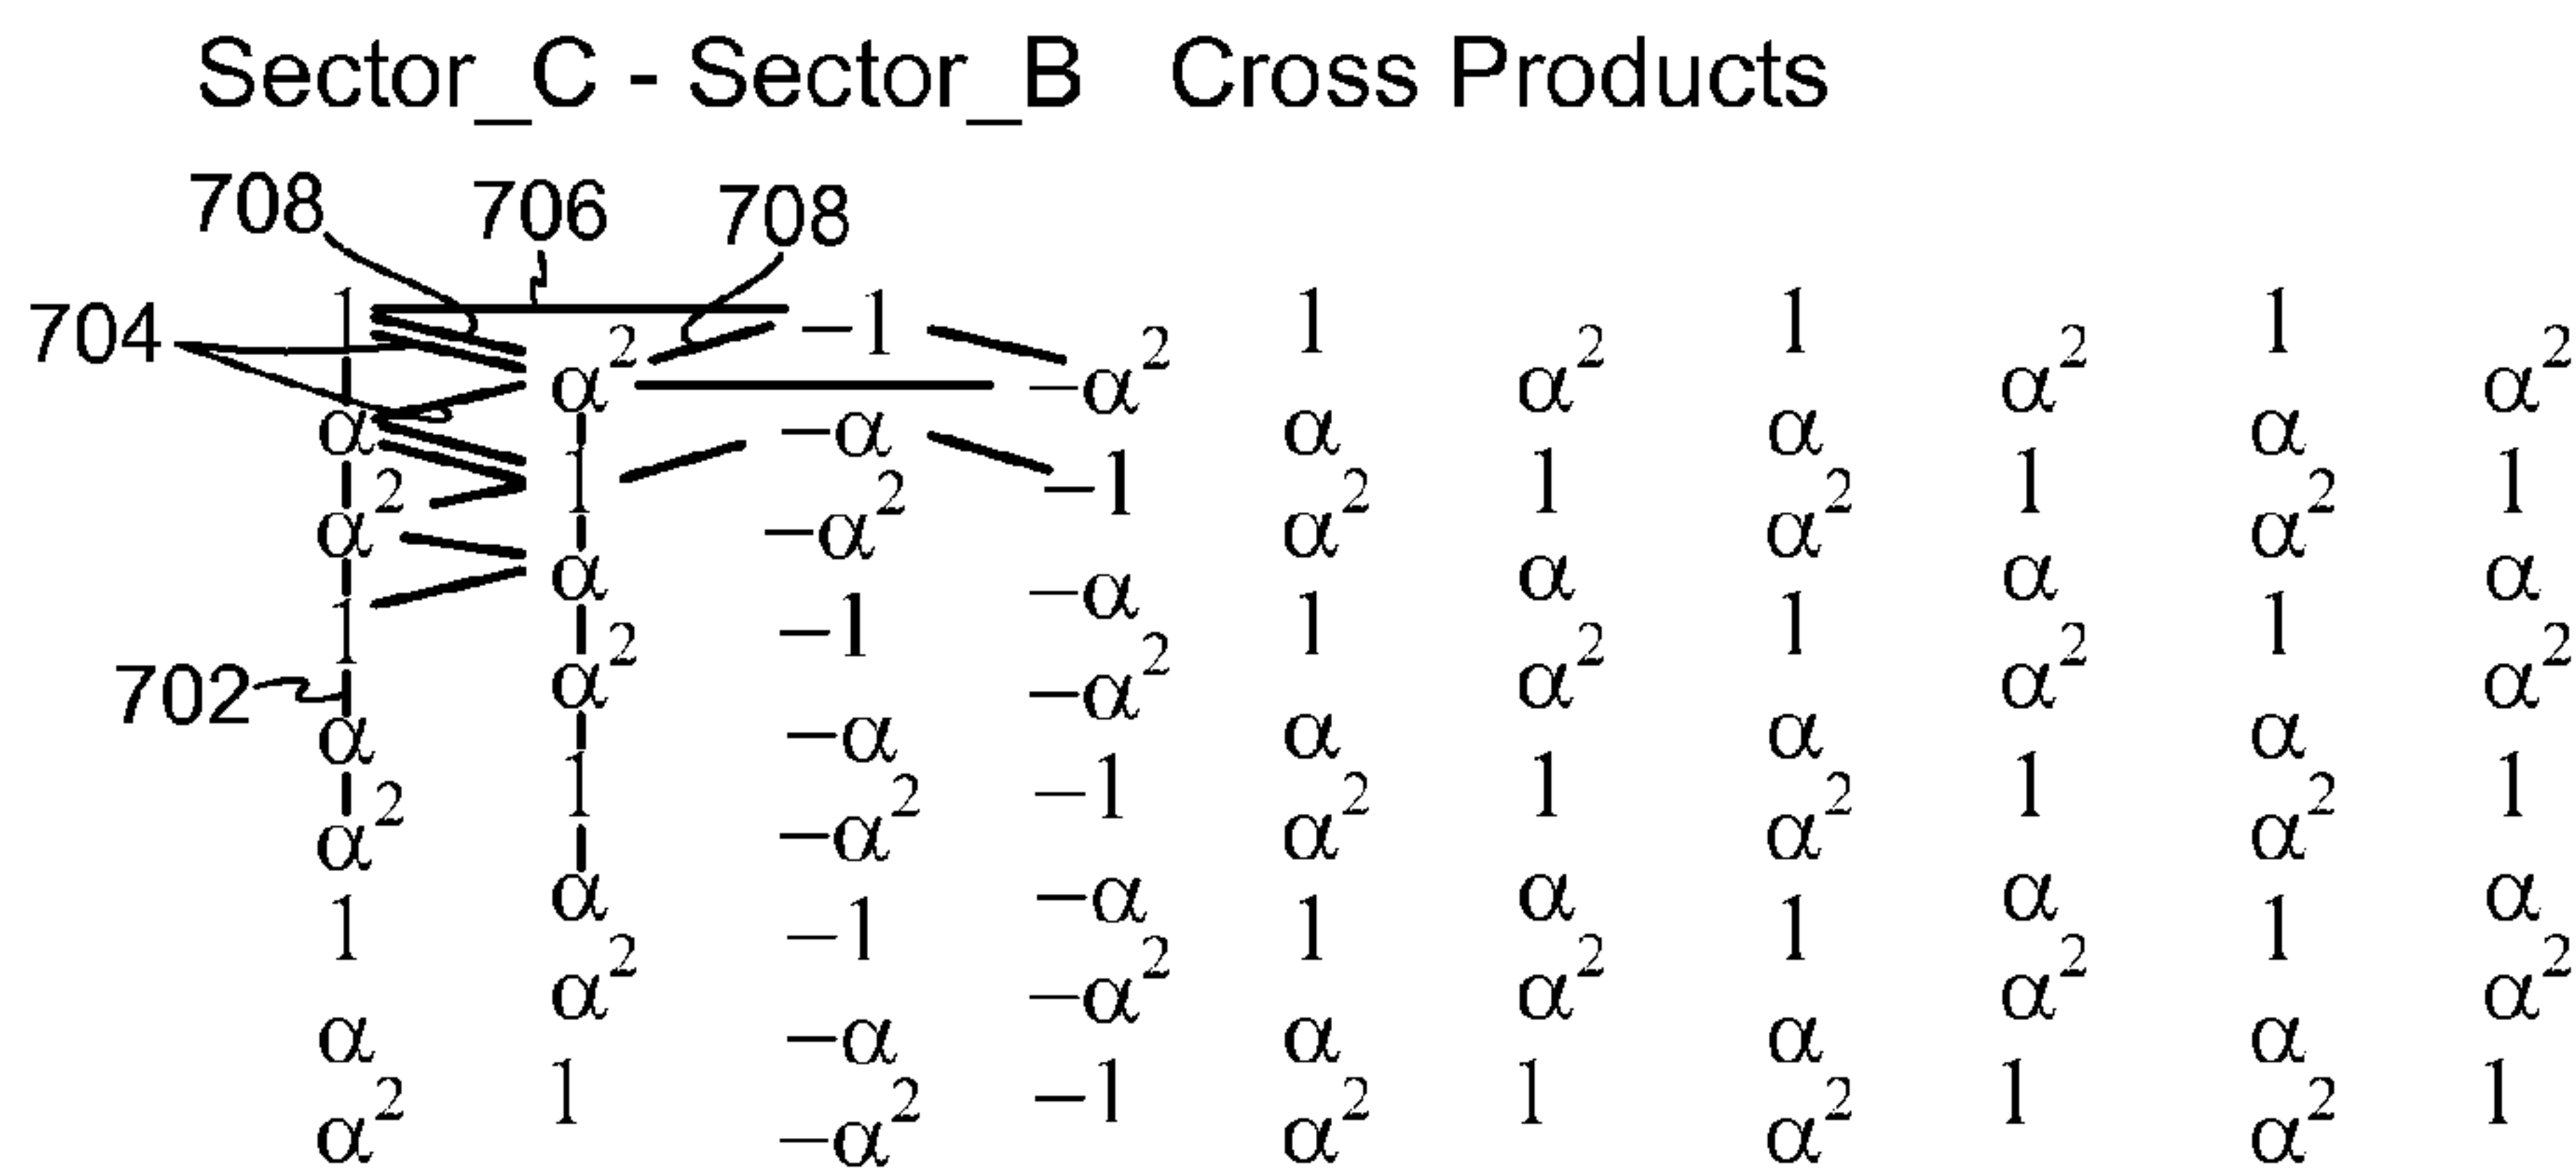 Sector_C - Sector_B Cross Products
708 706 708
704 1 −1 1 1 1
α² −α² α² α² α²
α −α α α α
1 −1 1 1 1
α² −α² α² α² α²
α −α α α α
1 −1 1 1 1
702 α² −α² α² α² α²
α −α α α α
1 −1 1 1 1
α² −α² α² α² α²
α −α α α α
1 −1 1 1 1
α² −α² α² α² α²
α −α α α α
1 −1 1 1 1
α² −α² α² α² α²